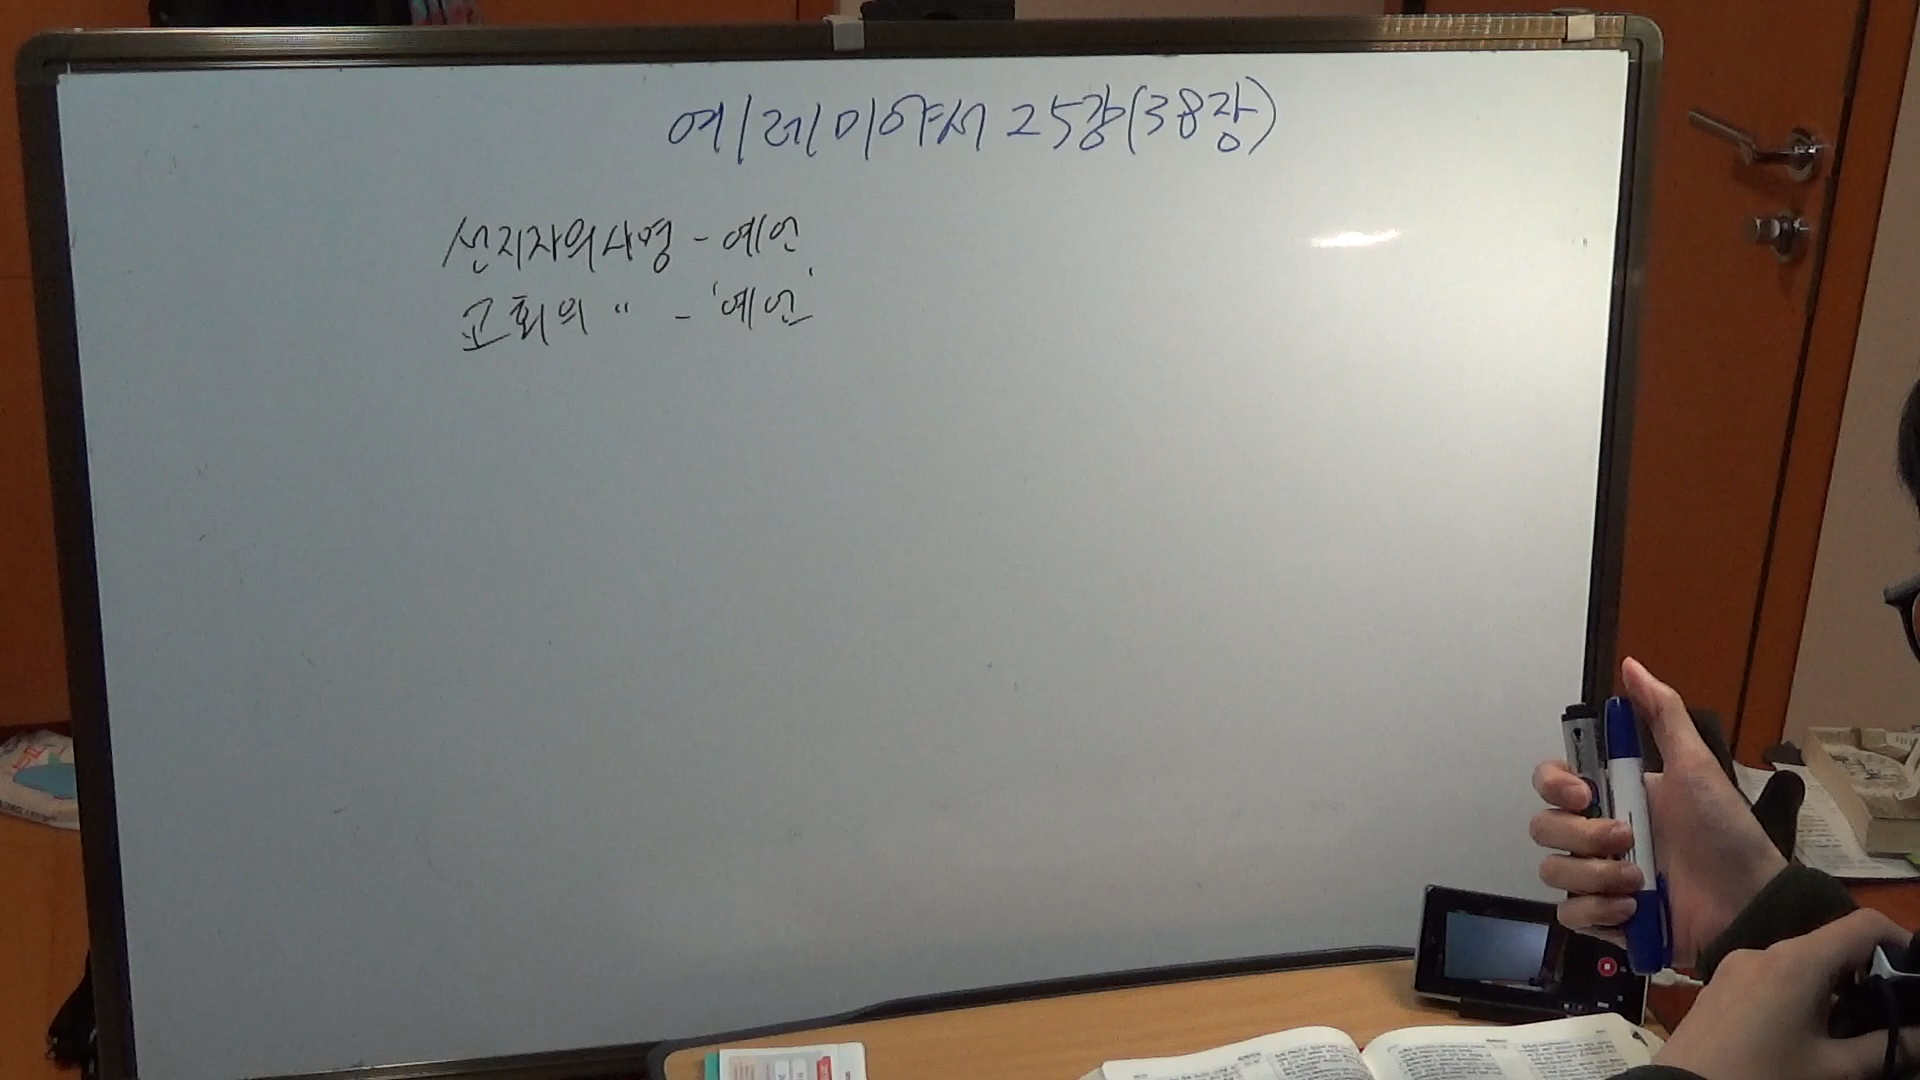 예레미야서 25강(38장)
선지자의 사명 - 예언
교회의 〃 - '예언'